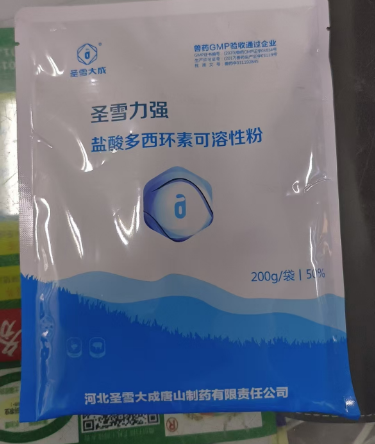 圣雪大成
兽药GMP验收通过企业
圣雪力强
盐酸多西环素可溶性粉
200g/袋 | 50%
河北圣雪大成唐山制药有限责任公司